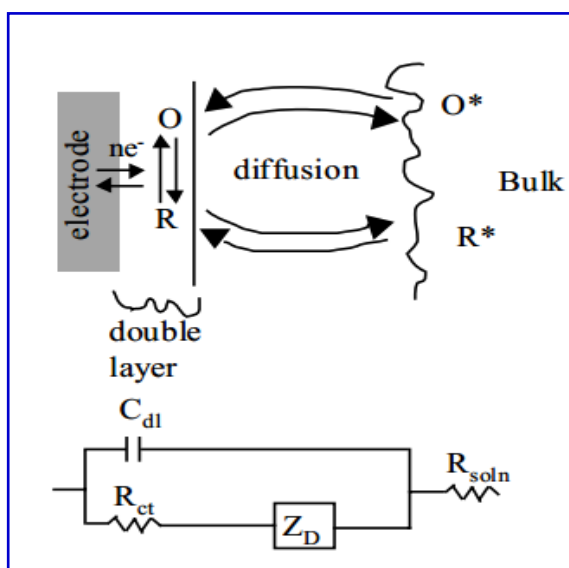 electrode
ne⁻
O
R
diffusion
O*
R*
Bulk
double
layer
C_dl
R_ct
Z_D
R_soln